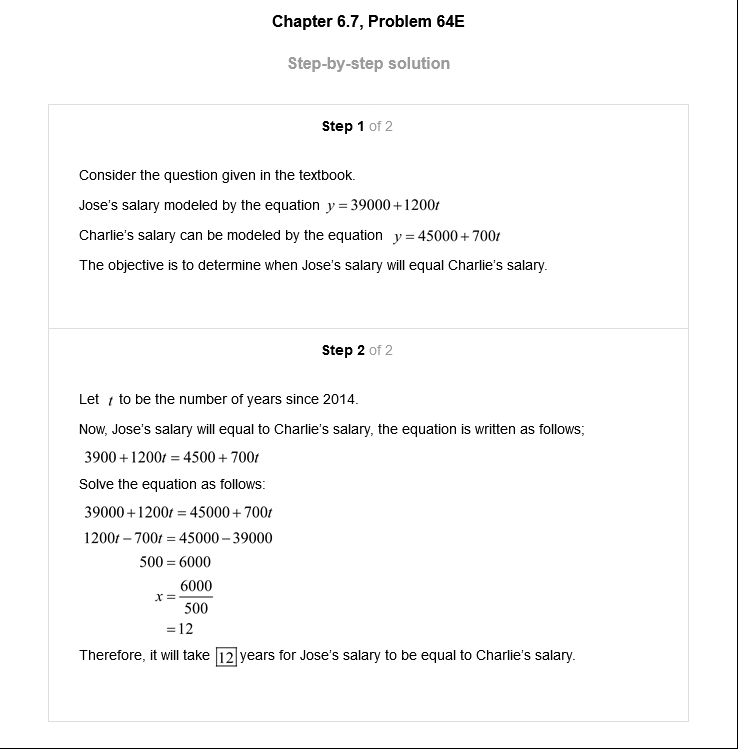 Chapter 6.7, Problem 64E
Step-by-step solution
Step 1 of 2
Consider the question given in the textbook.
Jose's salary modeled by the equation y = 39000 + 1200t
Charlie's salary can be modeled by the equation y = 45000 + 700t
The objective is to determine when Jose's salary will equal Charlie's salary.
Step 2 of 2
Let t to be the number of years since 2014.
Now, Jose's salary will equal to Charlie's salary, the equation is written as follows;
3900 + 1200t = 4500 + 700t
Solve the equation as follows:
39000 + 1200t = 45000 + 700t
1200t − 700t = 45000 − 39000
500 = 6000
x = 6000/500
= 12
Therefore, it will take 12 years for Jose's salary to be equal to Charlie's salary.